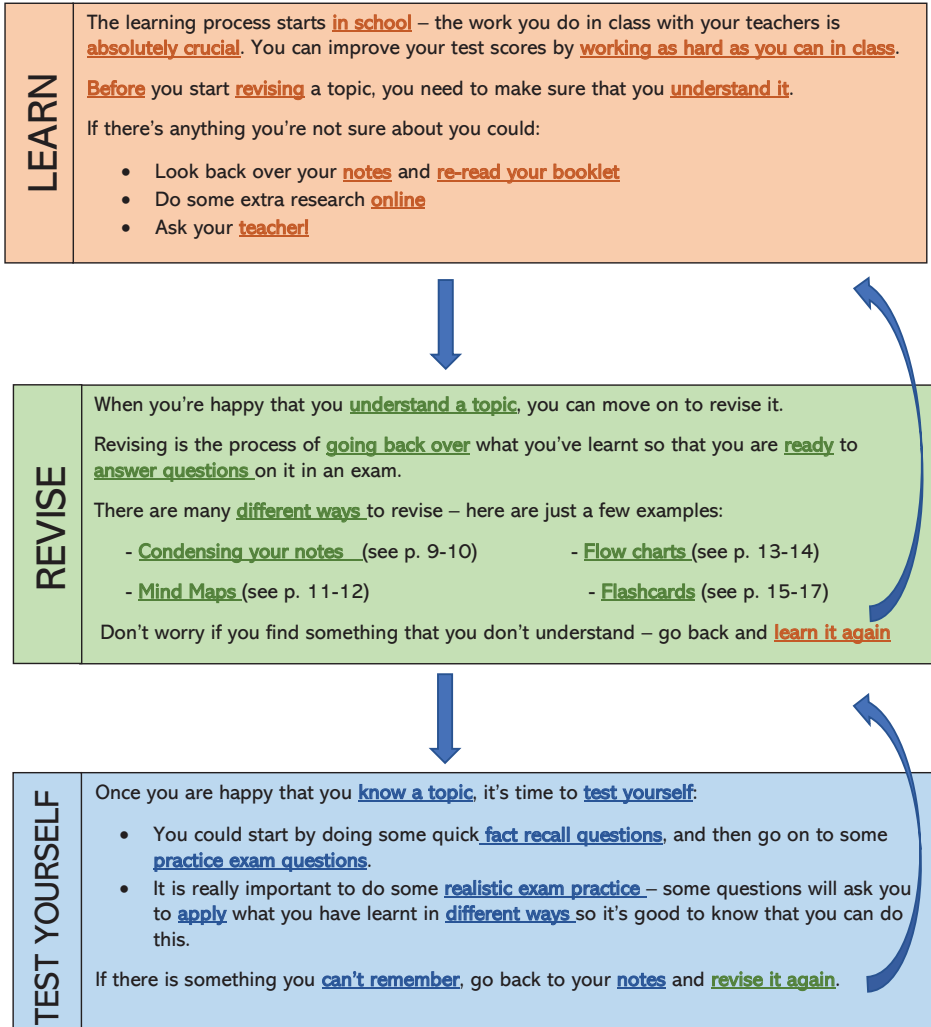 LEARN
The learning process starts in school – the work you do in class with your teachers is
absolutely crucial. You can improve your test scores by working as hard as you can in class.
Before you start revising a topic, you need to make sure that you understand it.
If there's anything you're not sure about you could:
• Look back over your notes and re-read your booklet
• Do some extra research online
• Ask your teacher!
REVISE
When you're happy that you understand a topic, you can move on to revise it.
Revising is the process of going back over what you've learnt so that you are ready to
answer questions on it in an exam.
There are many different ways to revise – here are just a few examples:
- Condensing your notes (see p. 9-10) - Flow charts (see p. 13-14)
- Mind Maps (see p. 11-12) - Flashcards (see p. 15-17)
Don't worry if you find something that you don't understand – go back and learn it again
TEST YOURSELF
Once you are happy that you know a topic, it's time to test yourself:
• You could start by doing some quick fact recall questions, and then go on to some
practice exam questions.
• It is really important to do some realistic exam practice – some questions will ask you
to apply what you have learnt in different ways so it's good to know that you can do
this.
If there is something you can't remember, go back to your notes and revise it again.